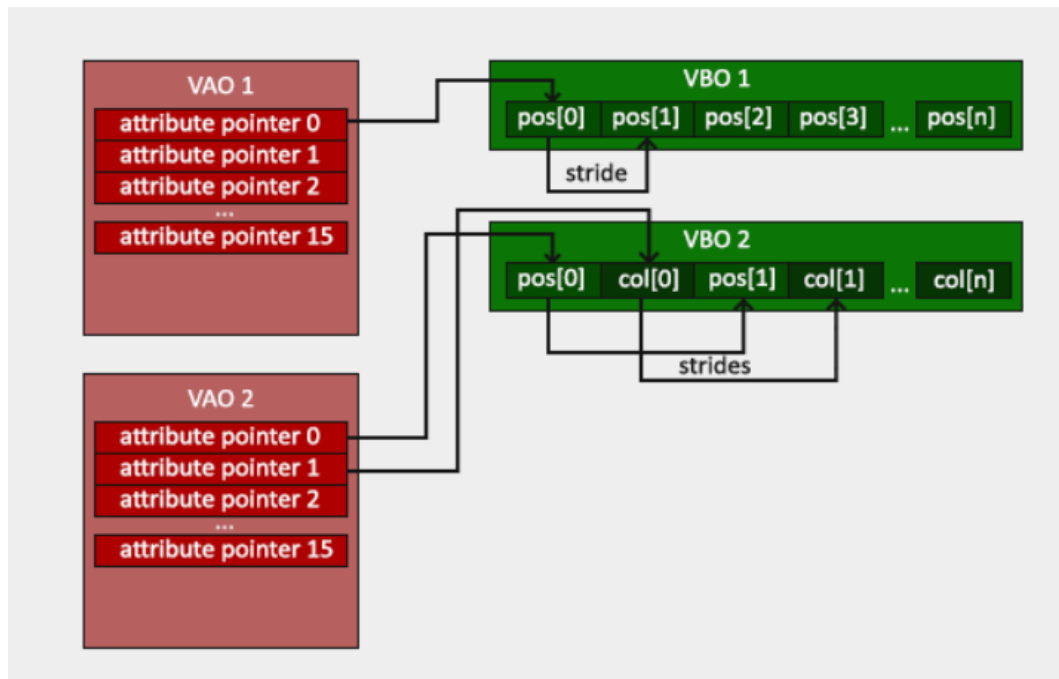 VAO 1
attribute pointer 0
attribute pointer 1
attribute pointer 2
...
attribute pointer 15
VBO 1
pos[0] pos[1] pos[2] pos[3] ... pos[n]
stride
VBO 2
pos[0] col[0] pos[1] col[1] ... col[n]
strides
VAO 2
attribute pointer 0
attribute pointer 1
attribute pointer 2
...
attribute pointer 15